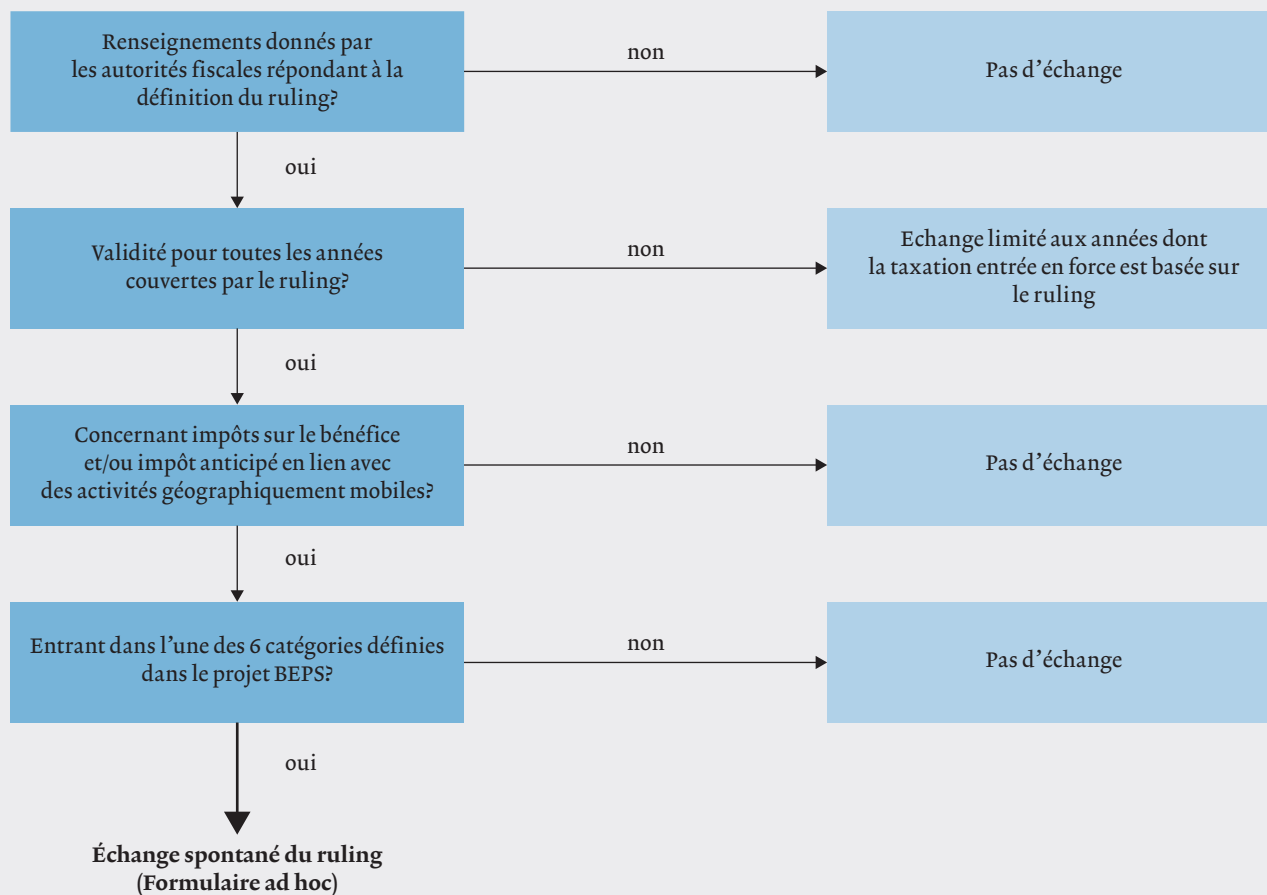 Renseignements donnés par
les autorités fiscales répondant à la
définition du ruling?
non
Pas d'échange
oui
Validité pour toutes les années
couvertes par le ruling?
non
Echange limité aux années dont
la taxation entrée en force est basée sur
le ruling
oui
Concernant impôts sur le bénéfice
et/ou impôt anticipé en lien avec
des activités géographiquement mobiles?
non
Pas d'échange
oui
Entrant dans l'une des 6 catégories définies
dans le projet BEPS?
non
Pas d'échange
oui
Échange spontané du ruling
(Formulaire ad hoc)